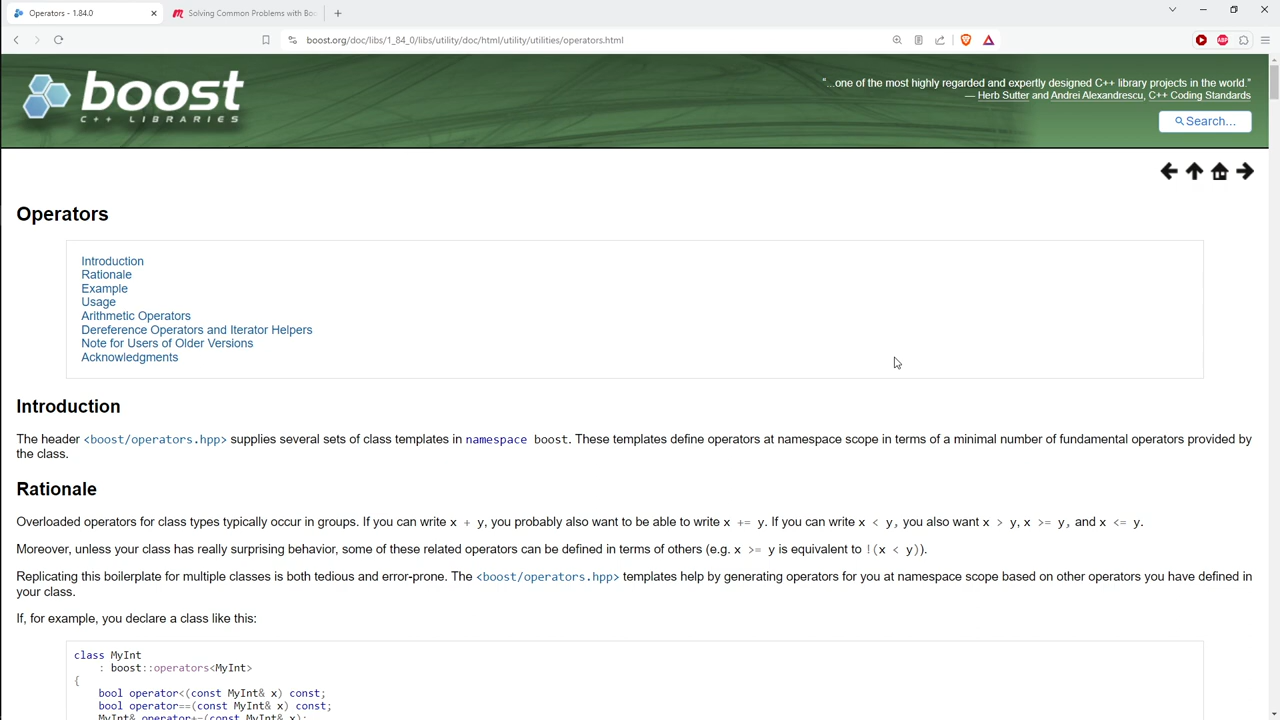 Operators - 1.84.0
Solving Common Problems with Boo
boost.org/doc/libs/1_84_0/libs/utility/doc/html/utility/utilities/operators.html
ABP
boost
C++ LIBRARIES
“...one of the most highly regarded and expertly designed C++ library projects in the world.”
— Herb Sutter and Andrei Alexandrescu, C++ Coding Standards
Search...
Operators
Introduction
Rationale
Example
Usage
Arithmetic Operators
Dereference Operators and Iterator Helpers
Note for Users of Older Versions
Acknowledgments
Introduction
The header <boost/operators.hpp> supplies several sets of class templates in namespace boost. These templates define operators at namespace scope in terms of a minimal number of fundamental operators provided by
the class.
Rationale
Overloaded operators for class types typically occur in groups. If you can write x + y, you probably also want to be able to write x += y. If you can write x < y, you also want x > y, x >= y, and x <= y.
Moreover, unless your class has really surprising behavior, some of these related operators can be defined in terms of others (e.g. x >= y is equivalent to !(x < y)).
Replicating this boilerplate for multiple classes is both tedious and error-prone. The <boost/operators.hpp> templates help by generating operators for you at namespace scope based on other operators you have defined in
your class.
If, for example, you declare a class like this:
class MyInt
: boost::operators<MyInt>
{
bool operator<(const MyInt& x) const;
bool operator==(const MyInt& x) const;
MyInt& operator+=(const MyInt& x);